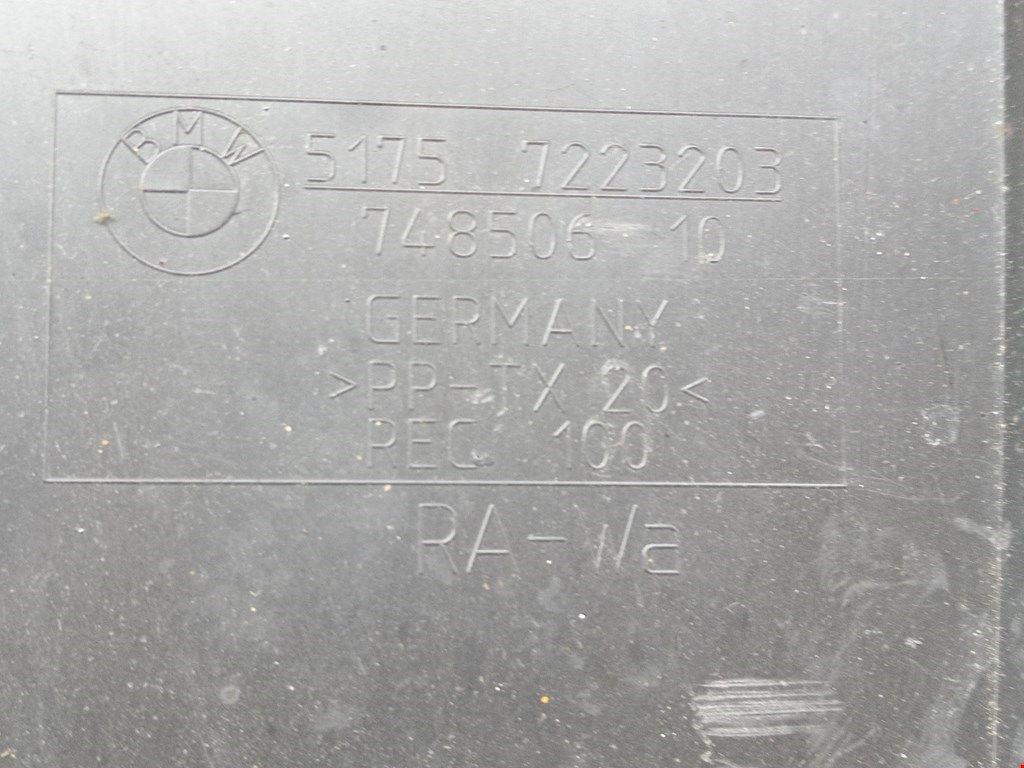 BMW
5175 7223203
748506 10
GERMANY
>PP-TX 20<
REC 100
RA-Wa